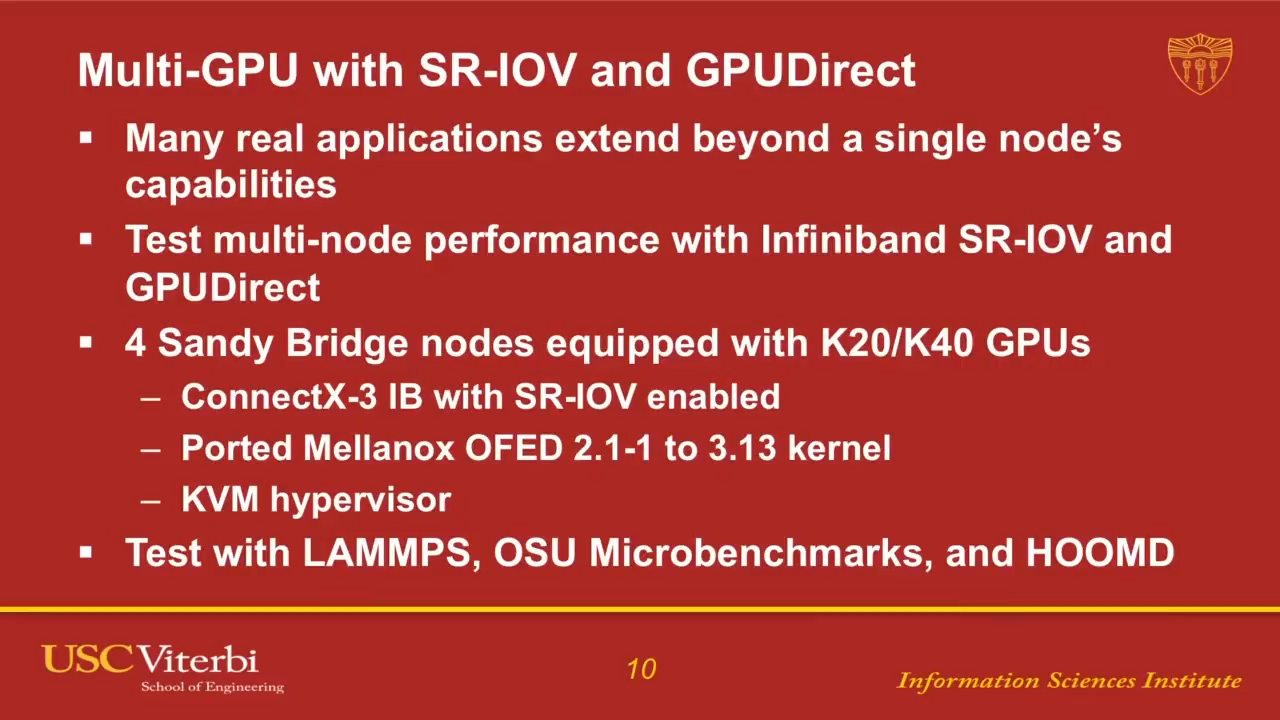 Multi-GPU with SR-IOV and GPUDirect
▪ Many real applications extend beyond a single node’s
capabilities
▪ Test multi-node performance with Infiniband SR-IOV and
GPUDirect
▪ 4 Sandy Bridge nodes equipped with K20/K40 GPUs
– ConnectX-3 IB with SR-IOV enabled
– Ported Mellanox OFED 2.1-1 to 3.13 kernel
– KVM hypervisor
▪ Test with LAMMPS, OSU Microbenchmarks, and HOOMD
USC Viterbi
School of Engineering
10
Information Sciences Institute